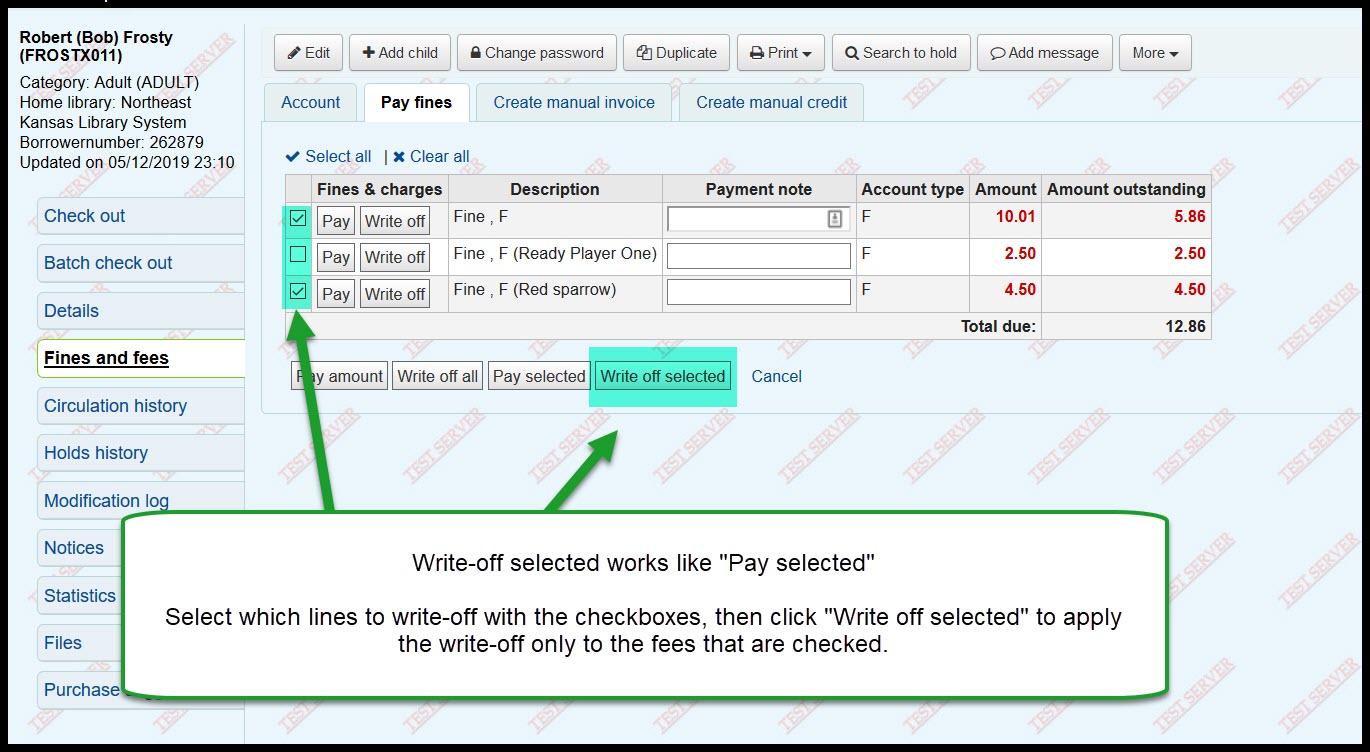 Robert (Bob) Frosty
(FROSTX011)
Category: Adult (ADULT)
Home library: Northeast
Kansas Library System
Borrowernumber: 262879
Updated on 05/12/2019 23:10
Check out
Batch check out
Details
Fines and fees
Circulation history
Holds history
Modification log
Notices
Statistics
Files
Purchase
Edit Add child Change password Duplicate Print Search to hold Add message More
Account Pay fines Create manual invoice Create manual credit
Select all | Clear all
Fines & charges Description Payment note Account type Amount Amount outstanding
Pay Write off Fine , F F 10.01 5.86
Pay Write off Fine , F (Ready Player One) F 2.50 2.50
Pay Write off Fine , F (Red sparrow) F 4.50 4.50
Total due: 12.86
Pay amount Write off all Pay selected Write off selected Cancel
Write-off selected works like "Pay selected"
Select which lines to write-off with the checkboxes, then click "Write off selected" to apply
the write-off only to the fees that are checked.
TEST SERVER